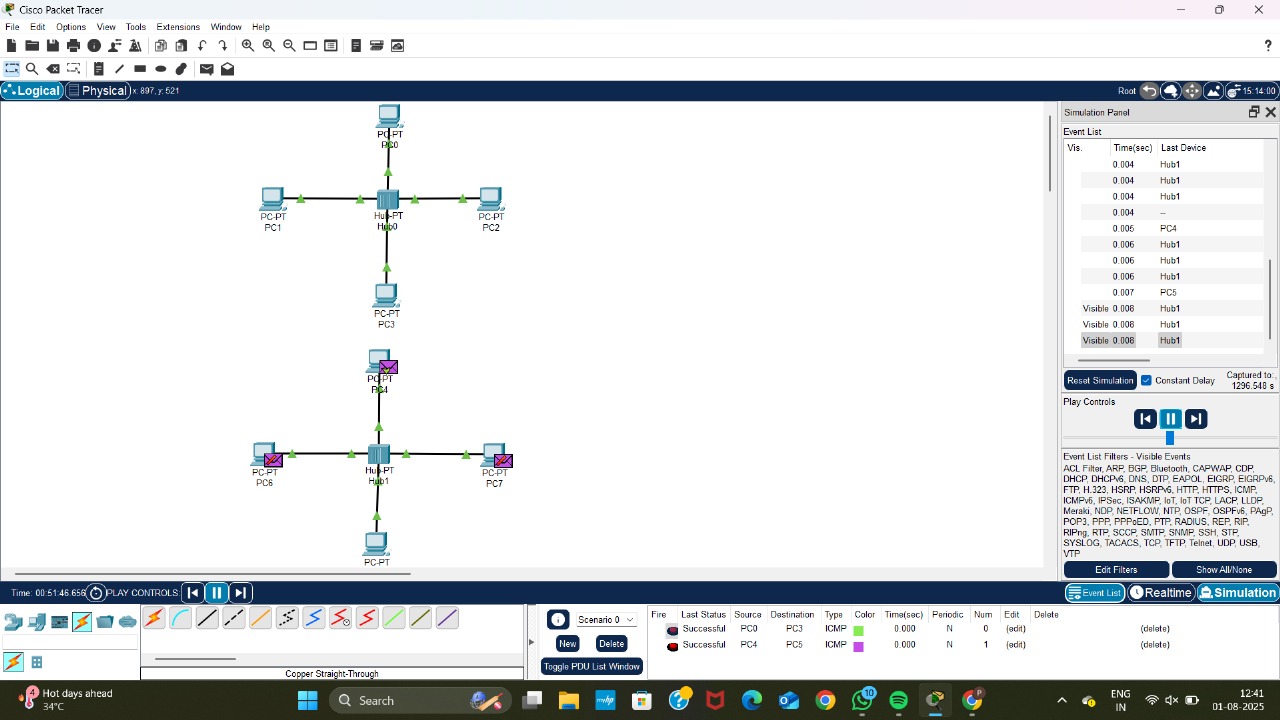 Cisco Packet Tracer
File Edit Options View Tools Extensions Window Help
?
Logical Physical x: 897, y: 521 Root 15:14:00
PC-PT
PC0
PC-PT
PC1
Hub-PT
Hub0
PC-PT
PC2
PC-PT
PC3
PC-PT
PC4
PC-PT
PC6
Hub-PT
Hub1
PC-PT
PC7
PC-PT
Simulation Panel
Event List
Vis. Time(sec) Last Device
0.004 Hub1
0.004 Hub1
0.004 Hub1
0.004 --
0.005 PC4
0.006 Hub1
0.006 Hub1
0.006 Hub1
0.007 PC5
Visible 0.008 Hub1
Visible 0.008 Hub1
Visible 0.008 Hub1
Reset Simulation Constant Delay Captured to:
1296.548 s
Play Controls
Event List Filters - Visible Events
ACL Filter, ARP, BGP, Bluetooth, CAPWAP, CDP,
DHCP, DHCPv6, DNS, DTP, EAPOL, EIGRP, EIGRPv6,
FTP, H.323, HSRP, HSRPv6, HTTP, HTTPS, ICMP,
ICMPv6, IPSec, ISAKMP, IoT, IoT TCP, LACP, LLDP,
Meraki, NDP, NETFLOW, NTP, OSPF, OSPFv6, PAgP,
POP3, PPP, PPPoED, PTP, RADIUS, REP, RIP,
RIPng, RTP, SCCP, SMTP, SNMP, SSH, STP,
SYSLOG, TACACS, TCP, TFTP, Telnet, UDP, USB,
VTP
Edit Filters Show All/None
Time: 00:51:46.656 PLAY CONTROLS: Event List Realtime Simulation
Scenario 0
New Delete
Toggle PDU List Window
Fire Last Status Source Destination Type Color Time(sec) Periodic Num Edit Delete
Successful PC0 PC3 ICMP 0.000 N 0 (edit) (delete)
Successful PC4 PC5 ICMP 0.000 N 1 (edit) (delete)
Copper Straight-Through
4
Hot days ahead
34°C
Search
10
ENG
IN
12:41
01-08-2025